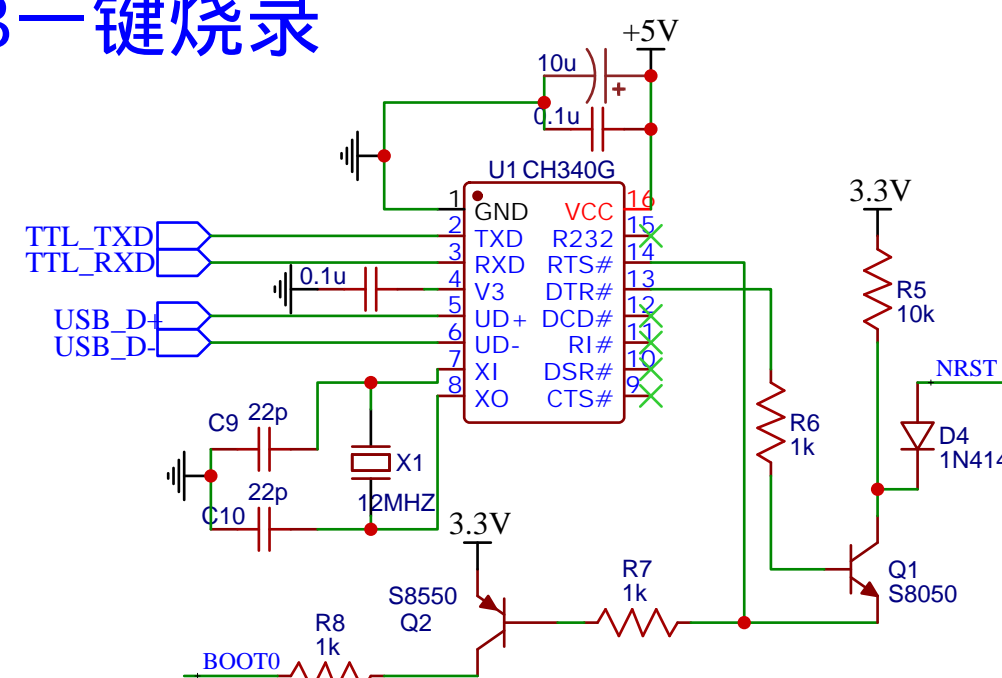 一键烧录
+5V
10u
+
0.1u
U1 CH340G
1 GND VCC 16
2 TXD R232 15
3 RXD RTS# 14
4 V3 DTR# 13
5 UD+ DCD# 12
6 UD- RI# 11
7 XI DSR# 10
8 XO CTS# 9
TTL_TXD
TTL_RXD
0.1u
USB_D+
USB_D-
C9 22p
X1
12MHZ
22p
C10
3.3V
R5
10k
NRST
R6
1k
D4
1N414
3.3V
S8550
Q2
R7
1k
Q1
S8050
R8
1k
BOOT0